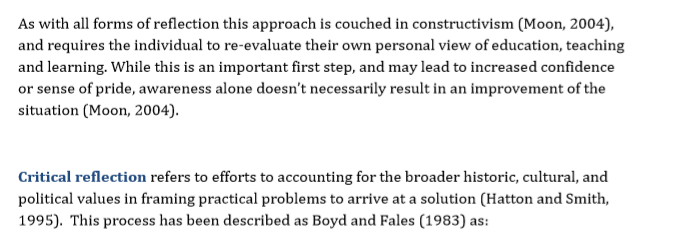 As with all forms of reflection this approach is couched in constructivism (Moon, 2004),
and requires the individual to re-evaluate their own personal view of education, teaching
and learning. While this is an important first step, and may lead to increased confidence
or sense of pride, awareness alone doesn't necessarily result in an improvement of the
situation (Moon, 2004).
Critical reflection refers to efforts to accounting for the broader historic, cultural, and
political values in framing practical problems to arrive at a solution (Hatton and Smith,
1995).  This process has been described as Boyd and Fales (1983) as: